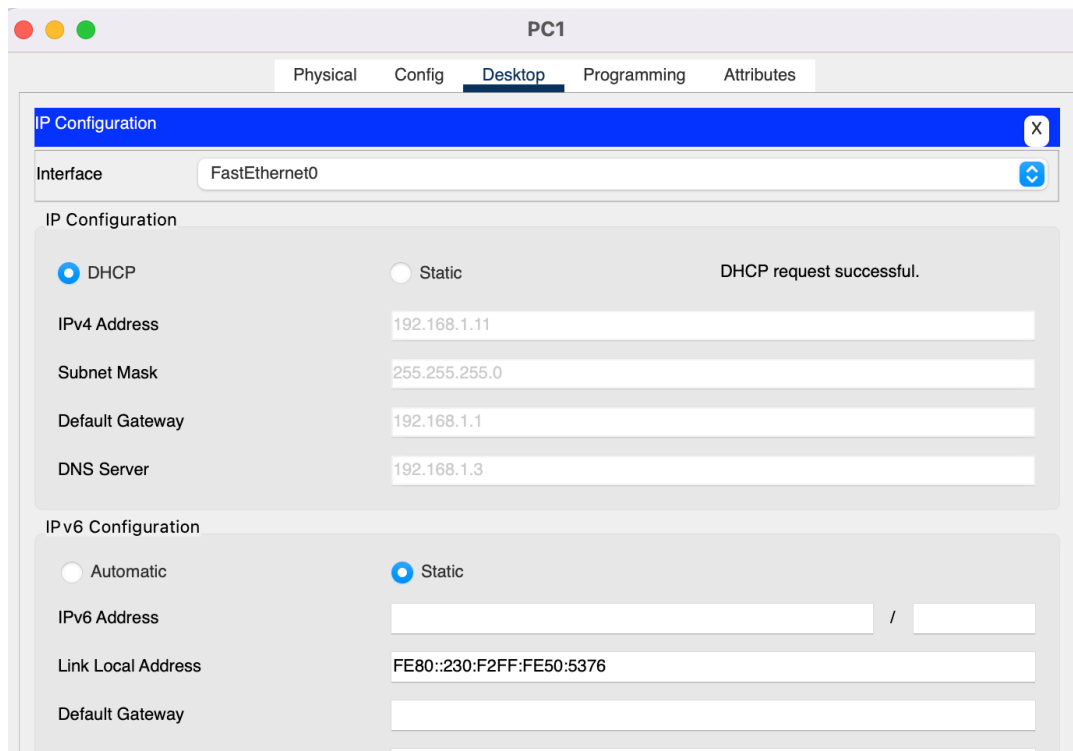 PC1
Physical Config Desktop Programming Attributes
IP Configuration X
Interface FastEthernet0
IP Configuration
DHCP Static DHCP request successful.
IPv4 Address 192.168.1.11
Subnet Mask 255.255.255.0
Default Gateway 192.168.1.1
DNS Server 192.168.1.3
IPv6 Configuration
Automatic Static
IPv6 Address /
Link Local Address FE80::230:F2FF:FE50:5376
Default Gateway